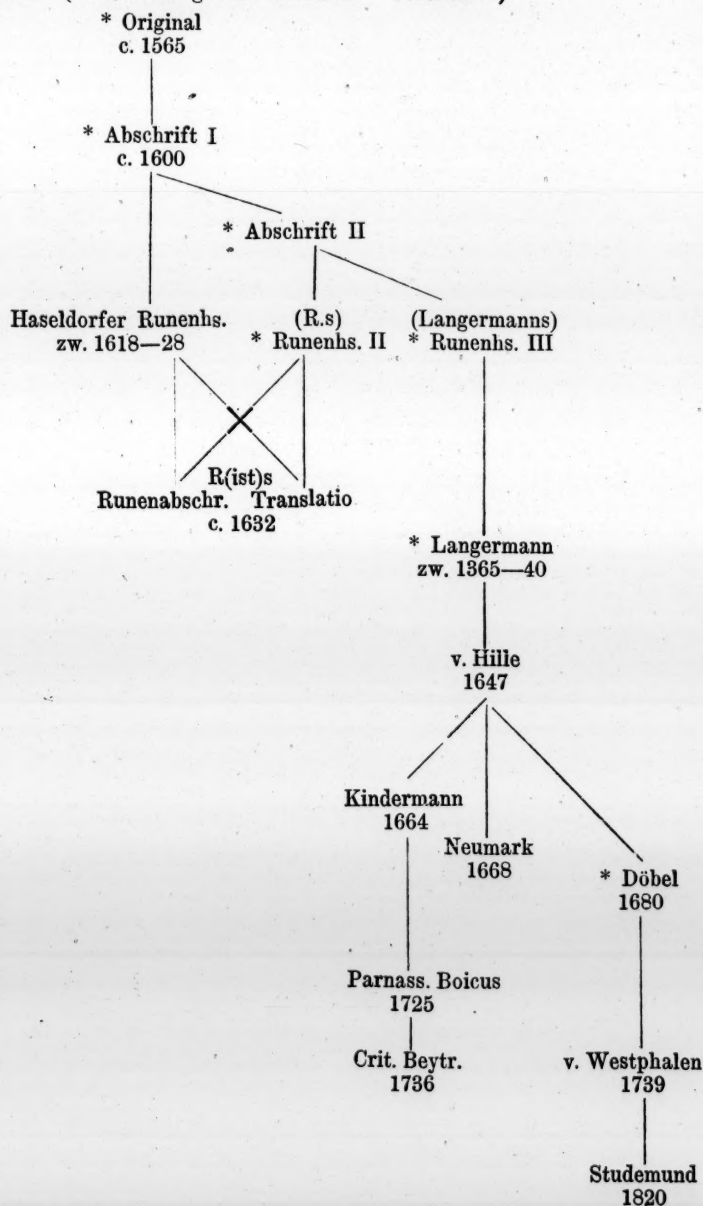 * Original
c. 1565
* Abschrift I
c. 1600
* Abschrift II
Haseldorfer Runenhs.
zw. 1618—28
(R.s)
* Runenhs. II
(Langermanns)
* Runenhs. III
R(ist)s
Runenabschr. Translatio
c. 1632
* Langermann
zw. 1365—40
v. Hille
1647
Kindermann
1664
Neumark
1668
* Döbel
1680
Parnass. Boicus
1725
Crit. Beytr.
1736
v. Westphalen
1739
Studemund
1820